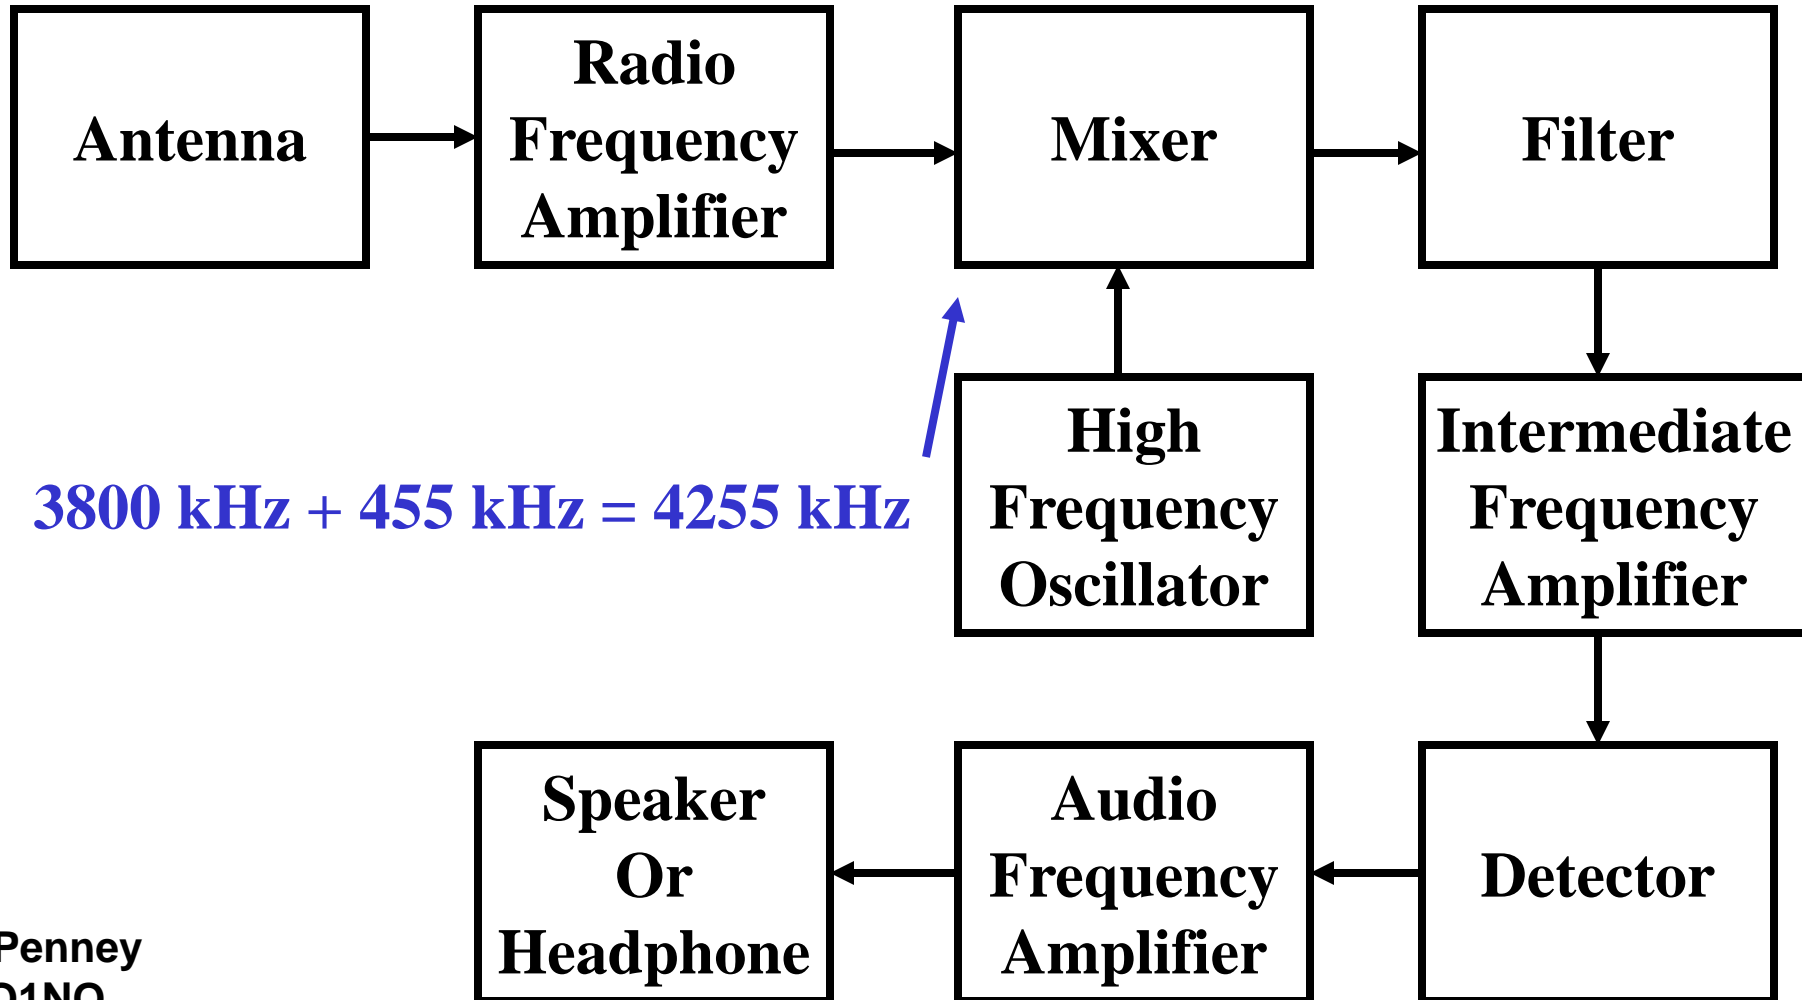 Antenna
Radio
Frequency
Amplifier
Mixer
Filter
3800 kHz + 455 kHz = 4255 kHz
High
Frequency
Oscillator
Intermediate
Frequency
Amplifier
Speaker
Or
Headphone
Audio
Frequency
Amplifier
Detector
Penney